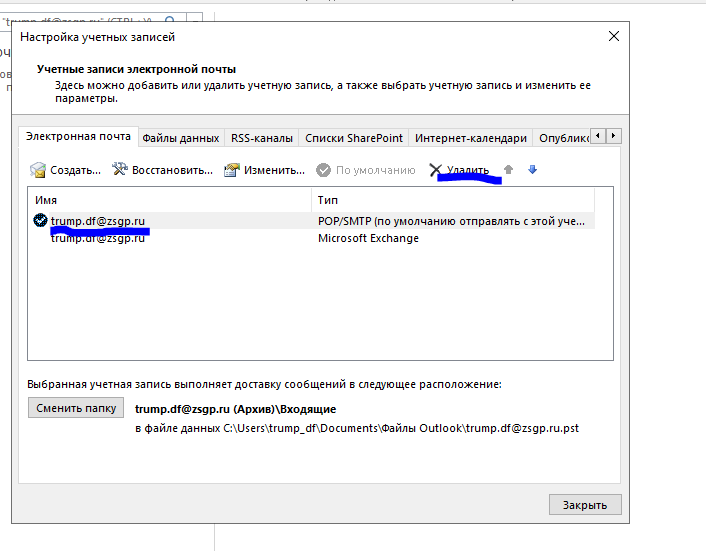 "trump.df@zsgp.ru" (CTRL+У)
Настройка учетных записей
Учетные записи электронной почты
Здесь можно добавить или удалить учетную запись, а также выбрать учетную запись и изменить ее
параметры.
Электронная почта Файлы данных RSS-каналы Списки SharePoint Интернет-календари Опублико
Создать... Восстановить... Изменить... По умолчанию Удалить
Имя Тип
trump.df@zsgp.ru POP/SMTP (по умолчанию отправлять с этой уче...
trump.df@zsgp.ru Microsoft Exchange
Выбранная учетная запись выполняет доставку сообщений в следующее расположение:
Сменить папку trump.df@zsgp.ru (Архив)\Входящие
в файле данных C:\Users\trump_df\Documents\Файлы Outlook\trump.df@zsgp.ru.pst
Закрыть